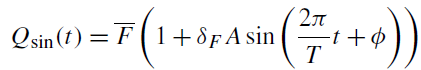 Q_sin(t) = F̅ ( 1 + δ_F A sin ( 2π/T t + ϕ ) )